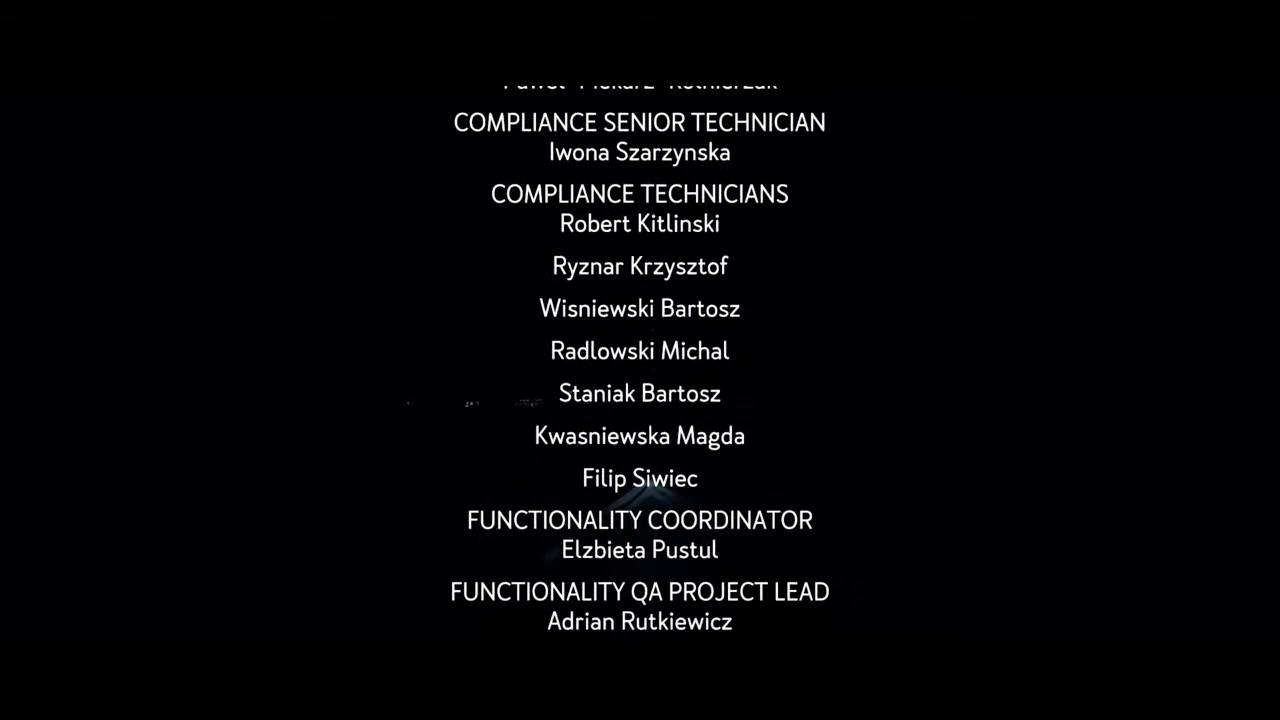 COMPLIANCE SENIOR TECHNICIAN
Iwona Szarzynska
COMPLIANCE TECHNICIANS
Robert Kitlinski
Ryznar Krzysztof
Wisniewski Bartosz
Radlowski Michal
Staniak Bartosz
Kwasniewska Magda
Filip Siwiec
FUNCTIONALITY COORDINATOR
Elzbieta Pustul
FUNCTIONALITY QA PROJECT LEAD
Adrian Rutkiewicz